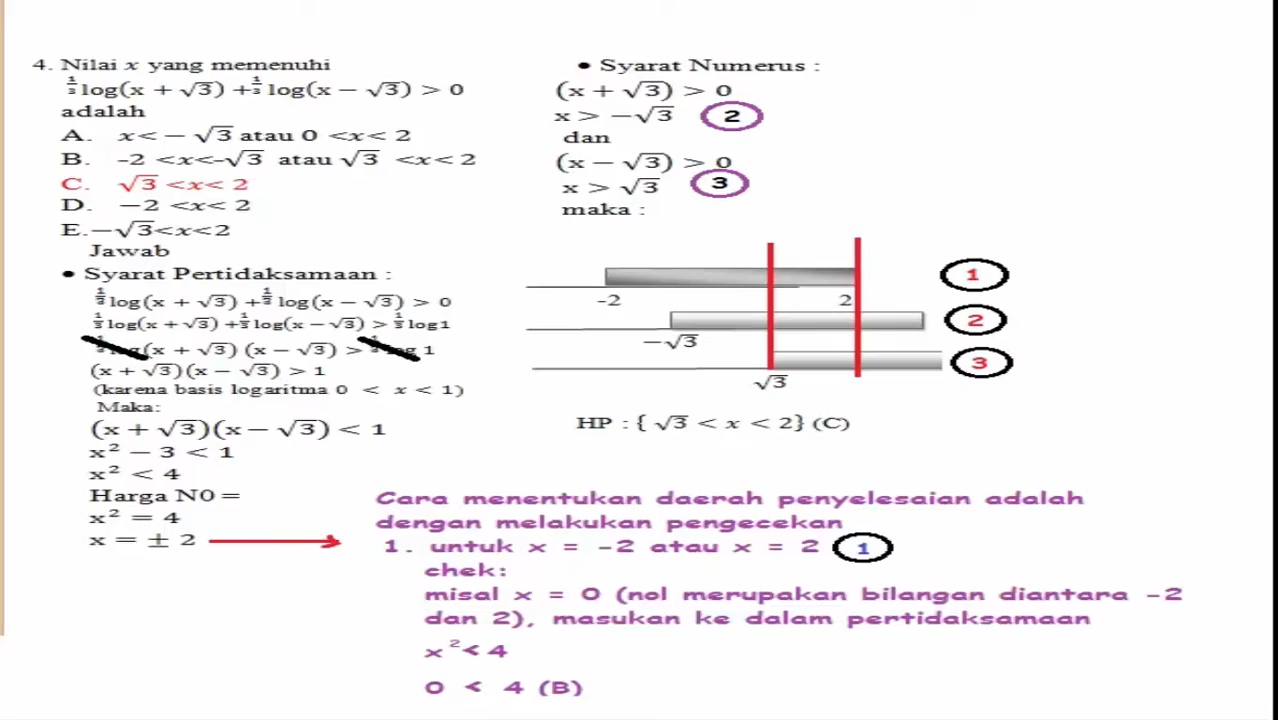 4. Nilai x yang memenuhi
⅓log(x + √3) +⅓log(x − √3) > 0
adalah
A. x< − √3 atau 0 <x< 2
B. -2 <x<-√3 atau √3 <x< 2
C. √3 <x< 2
D. −2 <x< 2
E.−√3<x<2
Jawab
• Syarat Pertidaksamaan :
⅓log(x + √3) +⅓log(x − √3) > 0
⅓log(x + √3) +⅓log(x − √3) > ⅓log1
⅓log(x + √3) (x − √3) > ⅓log 1
(x + √3)(x − √3) > 1
(karena basis logaritma 0 < x < 1)
Maka:
(x + √3)(x − √3) < 1
x² − 3 < 1
x² < 4
Harga N0 =
x² = 4
x = ± 2
• Syarat Numerus :
(x + √3) > 0
x > −√3 2
dan
(x − √3) > 0
x > √3 3
maka :
1
-2 2
2
−√3
3
√3
HP : { √3 < x < 2} (C)
Cara menentukan daerah penyelesaian adalah
dengan melakukan pengecekan
1. untuk x = -2 atau x = 2 1
chek:
misal x = 0 (nol merupakan bilangan diantara -2
dan 2), masukan ke dalam pertidaksamaan
x² < 4
0 < 4 (B)